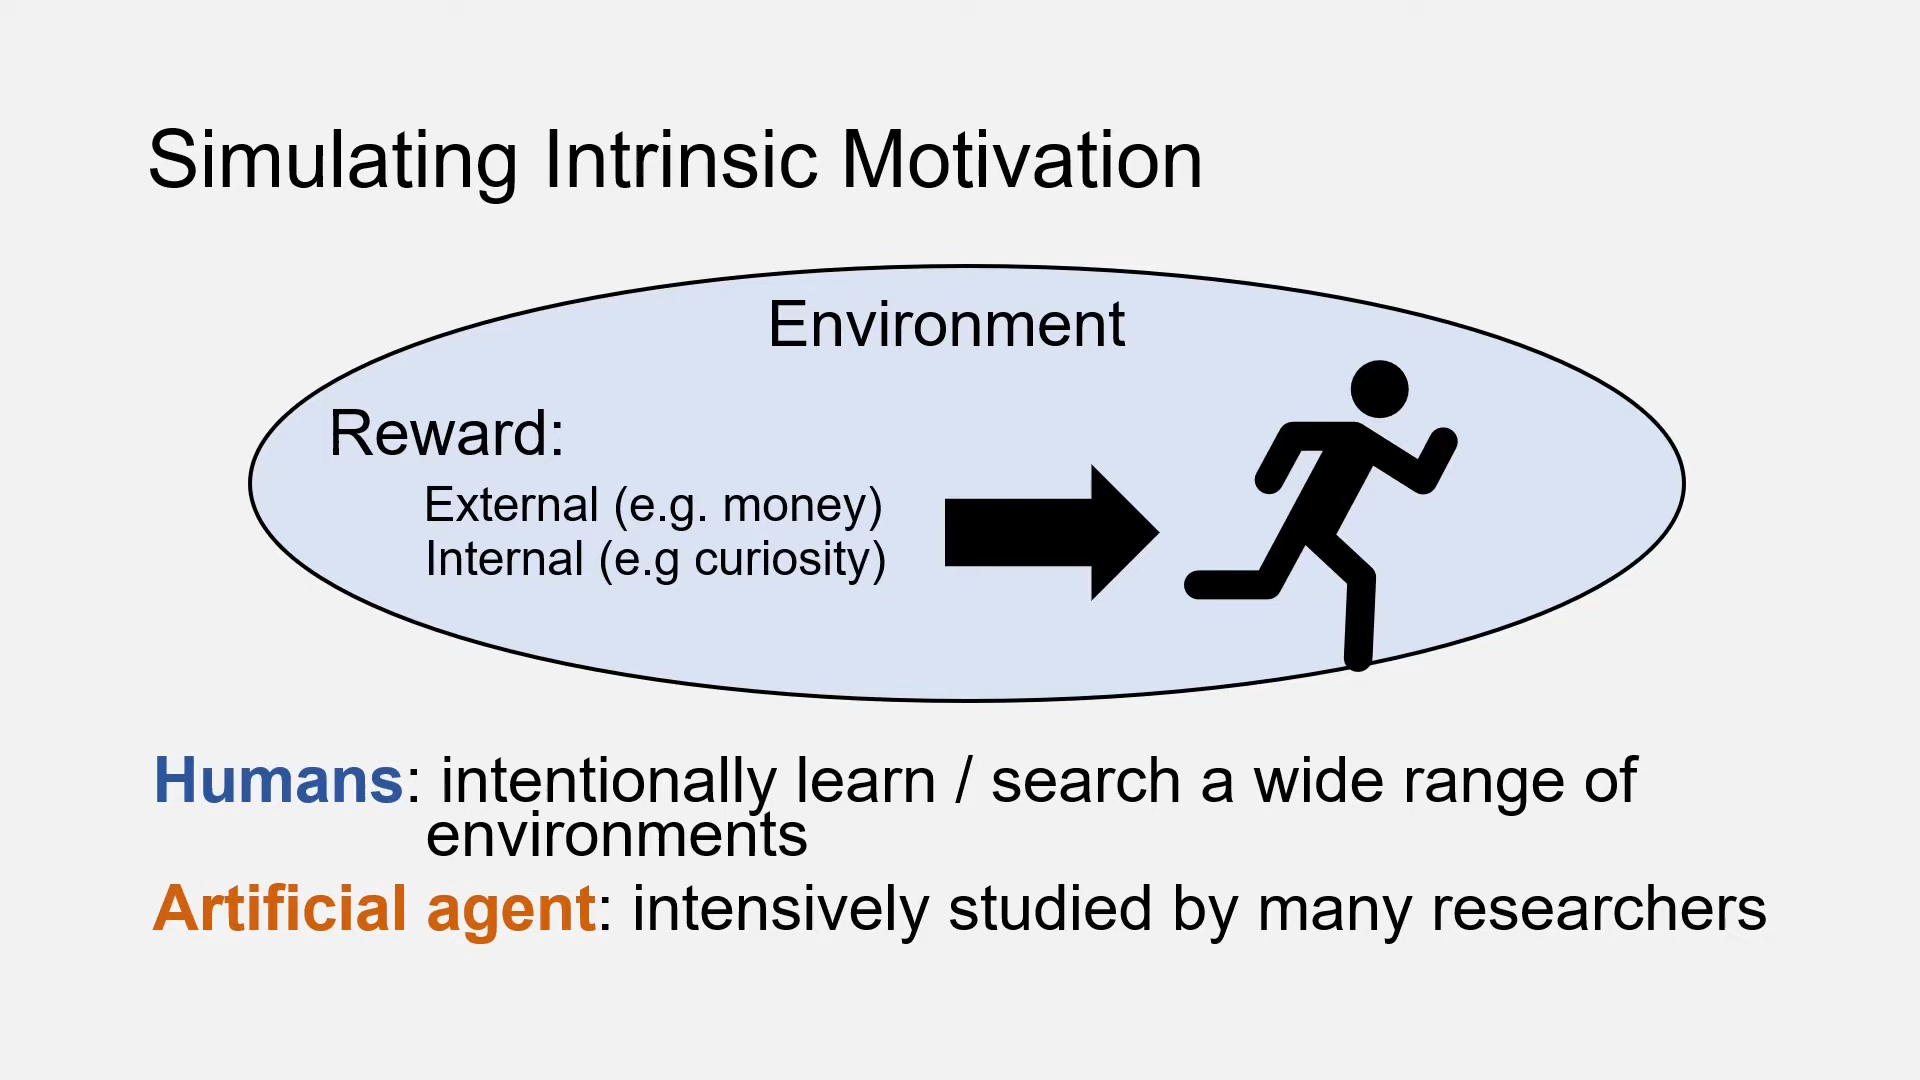 Simulating Intrinsic Motivation
Environment
Reward:
External (e.g. money)
Internal (e.g curiosity)
Humans: intentionally learn / search a wide range of
environments
Artificial agent: intensively studied by many researchers